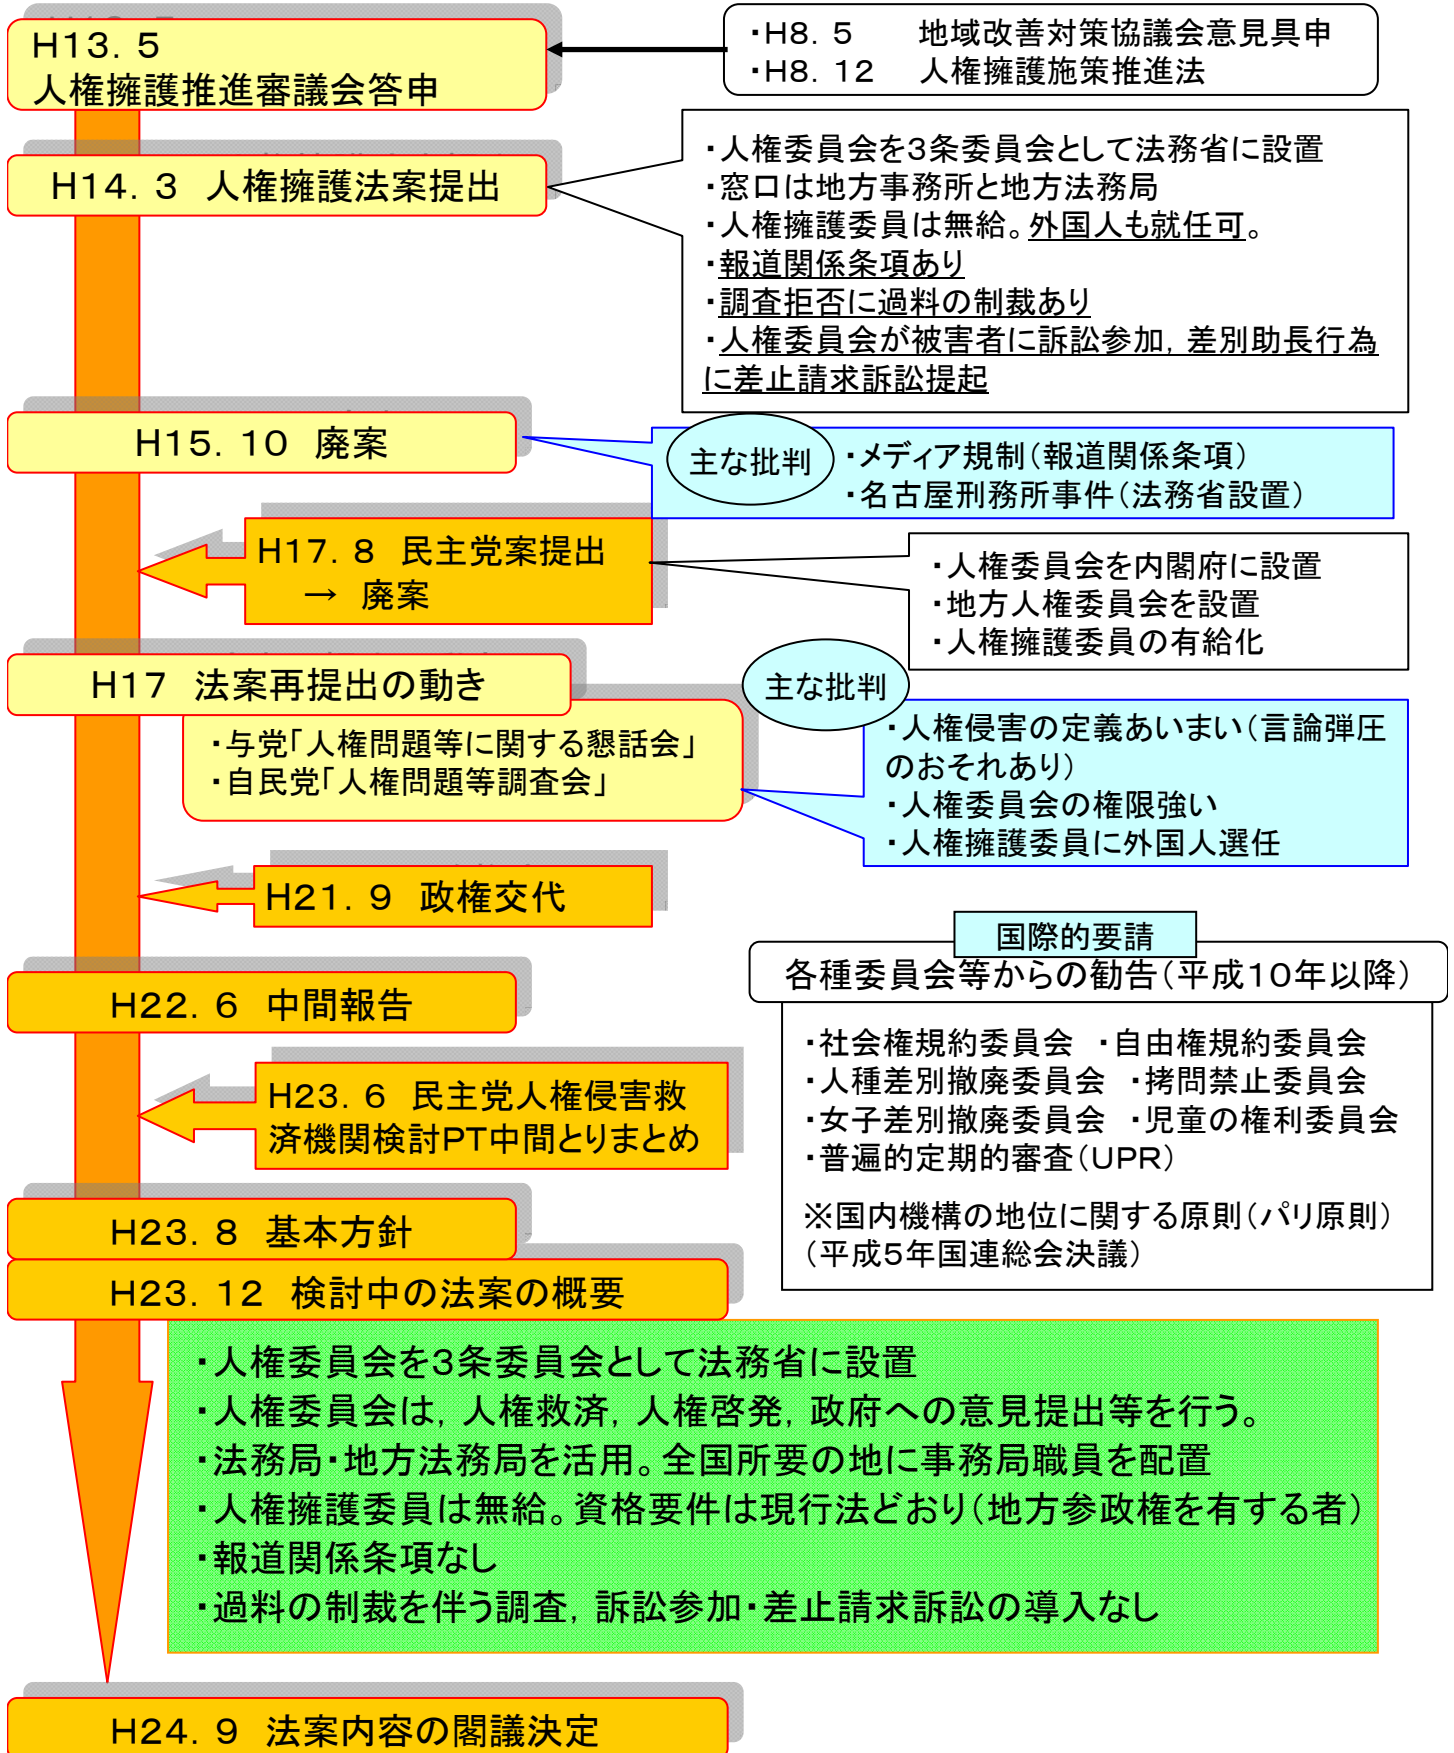 H13．5
人権擁護推進審議会答申
・H8．5　　地域改善対策協議会意見具申
・H8．12　人権擁護施策推進法
H14．3　人権擁護法案提出
・人権委員会を3条委員会として法務省に設置
・窓口は地方事務所と地方法務局
・人権擁護委員は無給。外国人も就任可。
・報道関係条項あり
・調査拒否に過料の制裁あり
・人権委員会が被害者に訴訟参加，差別助長行為
に差止請求訴訟提起
H15．10　廃案
主な批判
・メディア規制（報道関係条項）
・名古屋刑務所事件（法務省設置）
H17．8　民主党案提出
→　廃案
・人権委員会を内閣府に設置
・地方人権委員会を設置
・人権擁護委員の有給化
H17　法案再提出の動き
・与党「人権問題等に関する懇話会」
・自民党「人権問題等調査会」
主な批判
・人権侵害の定義あいまい（言論弾圧
のおそれあり）
・人権委員会の権限強い
・人権擁護委員に外国人選任
H21．9　政権交代
国際的要請
各種委員会等からの勧告（平成10年以降）
・社会権規約委員会　・自由権規約委員会
・人種差別撤廃委員会　・拷問禁止委員会
・女子差別撤廃委員会　・児童の権利委員会
・普遍的定期的審査（UPR）
※国内機構の地位に関する原則（パリ原則）
（平成5年国連総会決議）
H22．6　中間報告
H23．6　民主党人権侵害救
済機関検討PT中間とりまとめ
H23．8　基本方針
H23．12　検討中の法案の概要
・人権委員会を3条委員会として法務省に設置
・人権委員会は，人権救済，人権啓発，政府への意見提出等を行う。
・法務局・地方法務局を活用。全国所要の地に事務局職員を配置
・人権擁護委員は無給。資格要件は現行法どおり（地方参政権を有する者）
・報道関係条項なし
・過料の制裁を伴う調査，訴訟参加・差止請求訴訟の導入なし
H24．9　法案内容の閣議決定